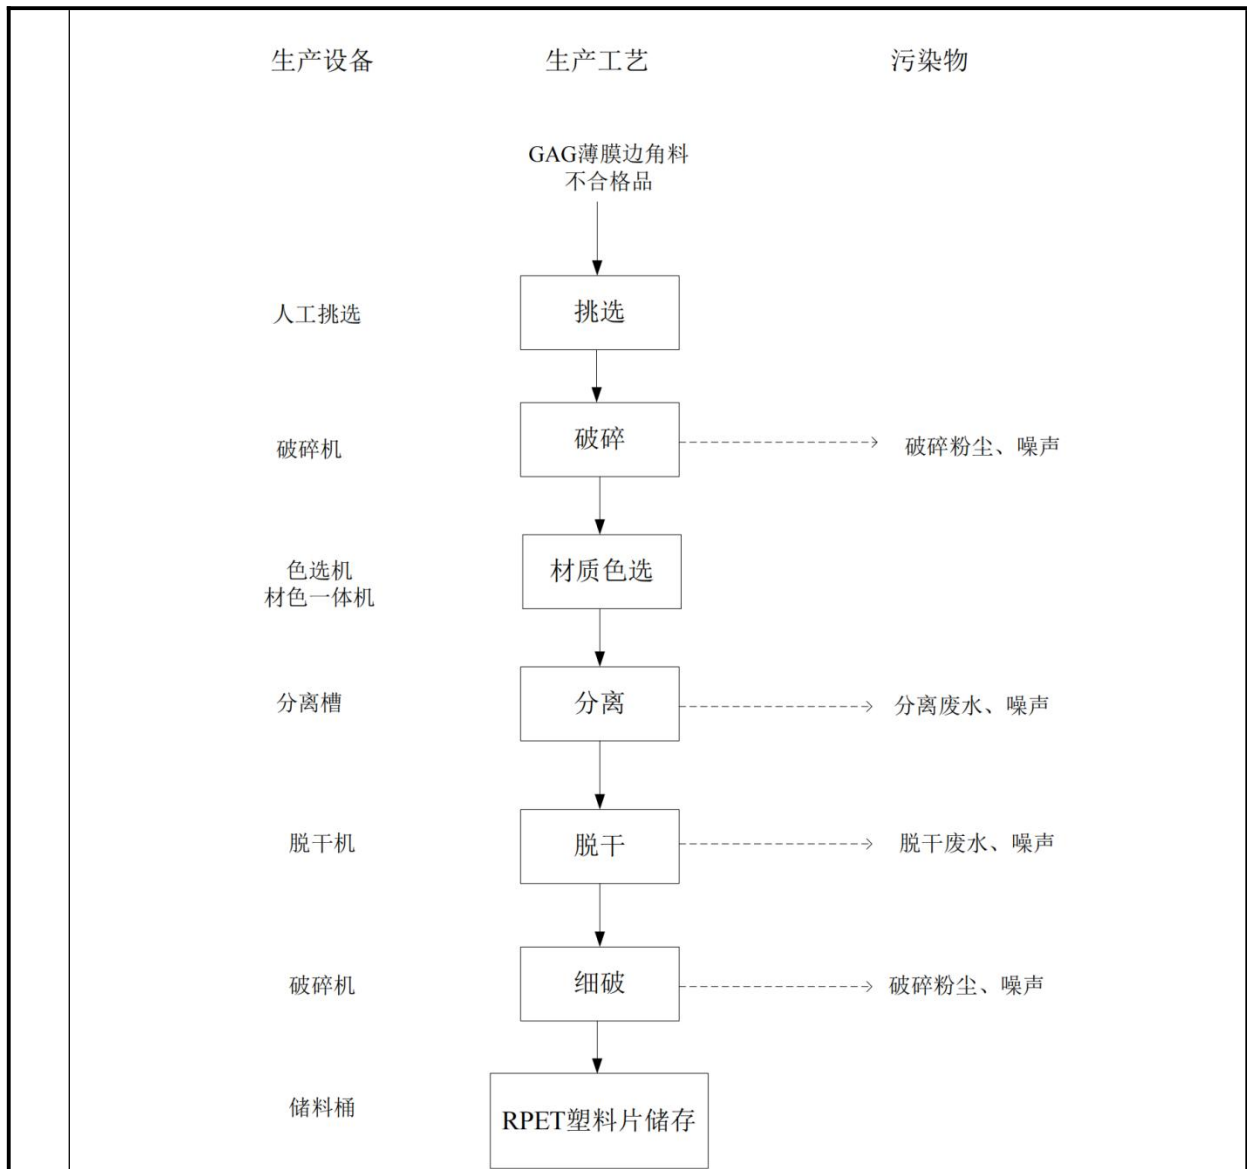 生产设备 生产工艺 污染物
GAG薄膜边角料
不合格品
人工挑选 挑选
破碎机 破碎 破碎粉尘、噪声
色选机
材色一体机 材质色选
分离槽 分离 分离废水、噪声
脱干机 脱干 脱干废水、噪声
破碎机 细破 破碎粉尘、噪声
储料桶 RPET塑料片储存